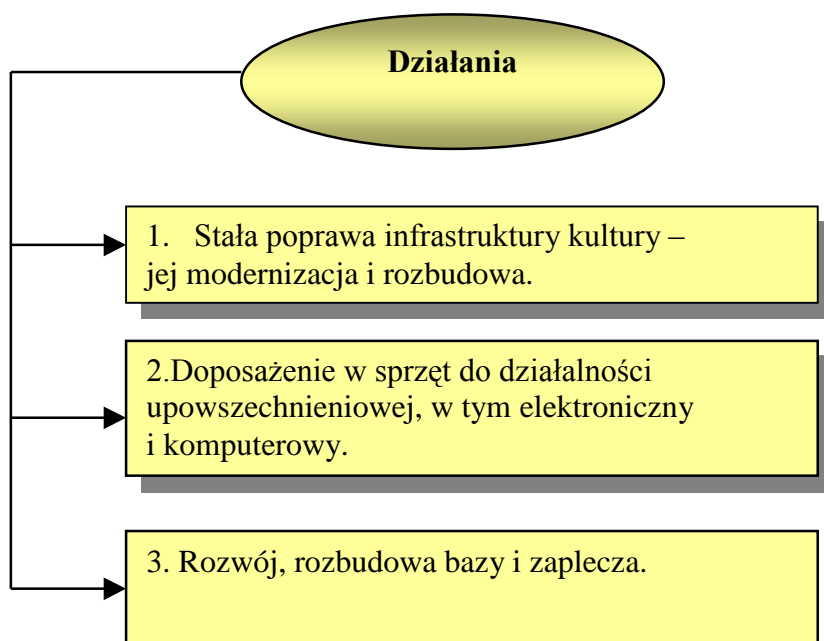 Działania
1. Stała poprawa infrastruktury kultury –
jej modernizacja i rozbudowa.
2.Doposażenie w sprzęt do działalności
upowszechnieniowej, w tym elektroniczny
i komputerowy.
3. Rozwój, rozbudowa bazy i zaplecza.